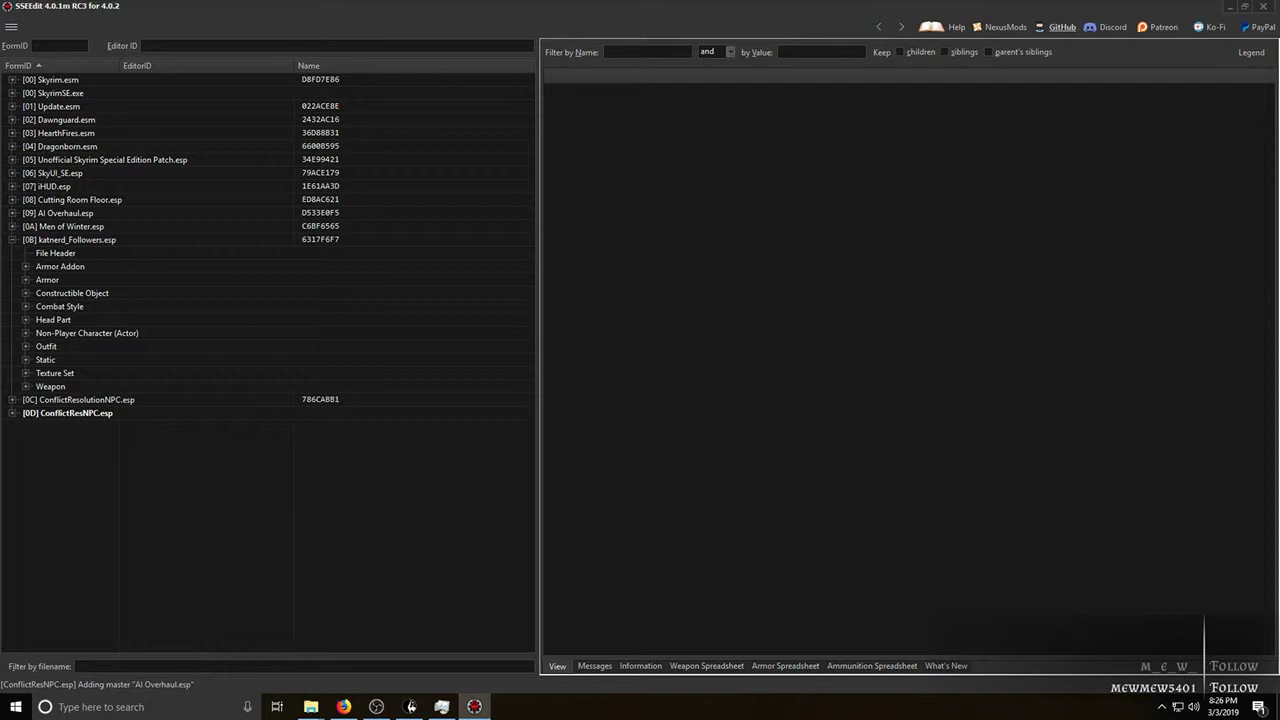 SSEEdit 4.0.1m RC3 for 4.0.2
Help NexusMods GitHub Discord Patreon Ko-Fi PayPal
FormID Editor ID
Filter by Name: and by Value: Keep children siblings parent's siblings Legend
FormID EditorID Name
[00] Skyrim.esm D8FD7E86
[00] SkyrimSE.exe
[01] Update.esm 022ACE8E
[02] Dawnguard.esm 2432AC16
[03] HearthFires.esm 36D88B31
[04] Dragonborn.esm 6600B595
[05] Unofficial Skyrim Special Edition Patch.esp 34E99421
[06] SkyUI_SE.esp 79ACE179
[07] iHUD.esp 1E61AA3D
[08] Cutting Room Floor.esp ED8AC621
[09] AI Overhaul.esp D533E0F5
[0A] Men of Winter.esp C6BF6565
[0B] katnerd_Followers.esp 6317F6F7
File Header
Armor Addon
Armor
Constructible Object
Combat Style
Head Part
Non-Player Character (Actor)
Outfit
Static
Texture Set
Weapon
[0C] ConflictResolutionNPC.esp 786CABB1
[0D] ConflictResNPC.esp
Filter by filename:
View Messages Information Weapon Spreadsheet Armor Spreadsheet Ammunition Spreadsheet What's New
m_e_w_ Follow
mewmew5401 Follow
[ConflictResNPC.esp] Adding master "AI Overhaul.esp"
Type here to search
8:26 PM
3/3/2019
1